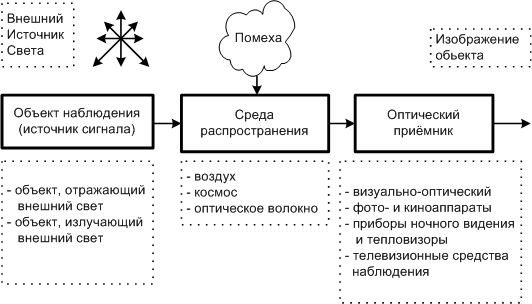 Внешний
Источник
Света
Помеха
Изображение
обьекта
Объект наблюдения
(источник сигнала)
Среда
распространения
Оптический
приёмник
- объект, отражающий
внешний свет
- объект, излучающий
внешний свет
- воздух
- космос
- оптическое волокно
- визуально-оптический
- фото- и киноаппараты
- приборы ночного видения
и тепловизоры
- телевизионные средства
наблюдения